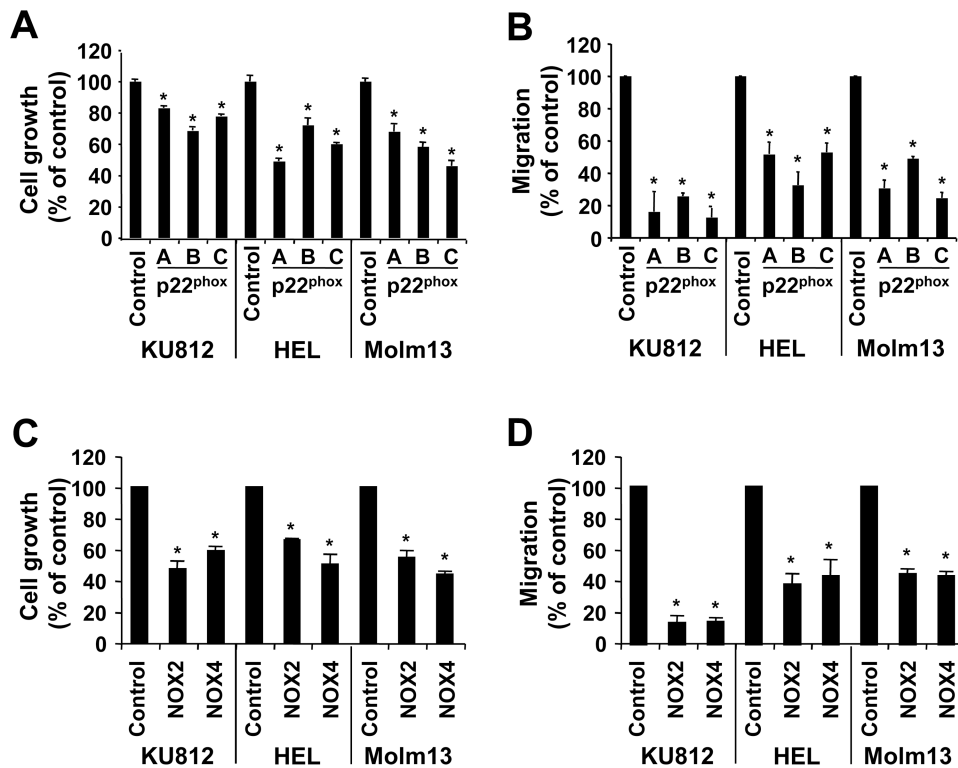 A
Cell growth
(% of control)
120
100
80
60
40
20
0
* * * * * * * * *
Control A B C Control A B C Control A B C
p22phox p22phox p22phox
KU812 HEL Molm13
B
Migration
(% of control)
120
100
80
60
40
20
0
* * * * * * * * *
Control A B C Control A B C Control A B C
p22phox p22phox p22phox
KU812 HEL Molm13
C
Cell growth
(% of control)
120
100
80
60
40
20
0
* * * * * *
Control NOX2 NOX4 Control NOX2 NOX4 Control NOX2 NOX4
KU812 HEL Molm13
D
Migration
(% of control)
120
100
80
60
40
20
0
* * * * * *
Control NOX2 NOX4 Control NOX2 NOX4 Control NOX2 NOX4
KU812 HEL Molm13